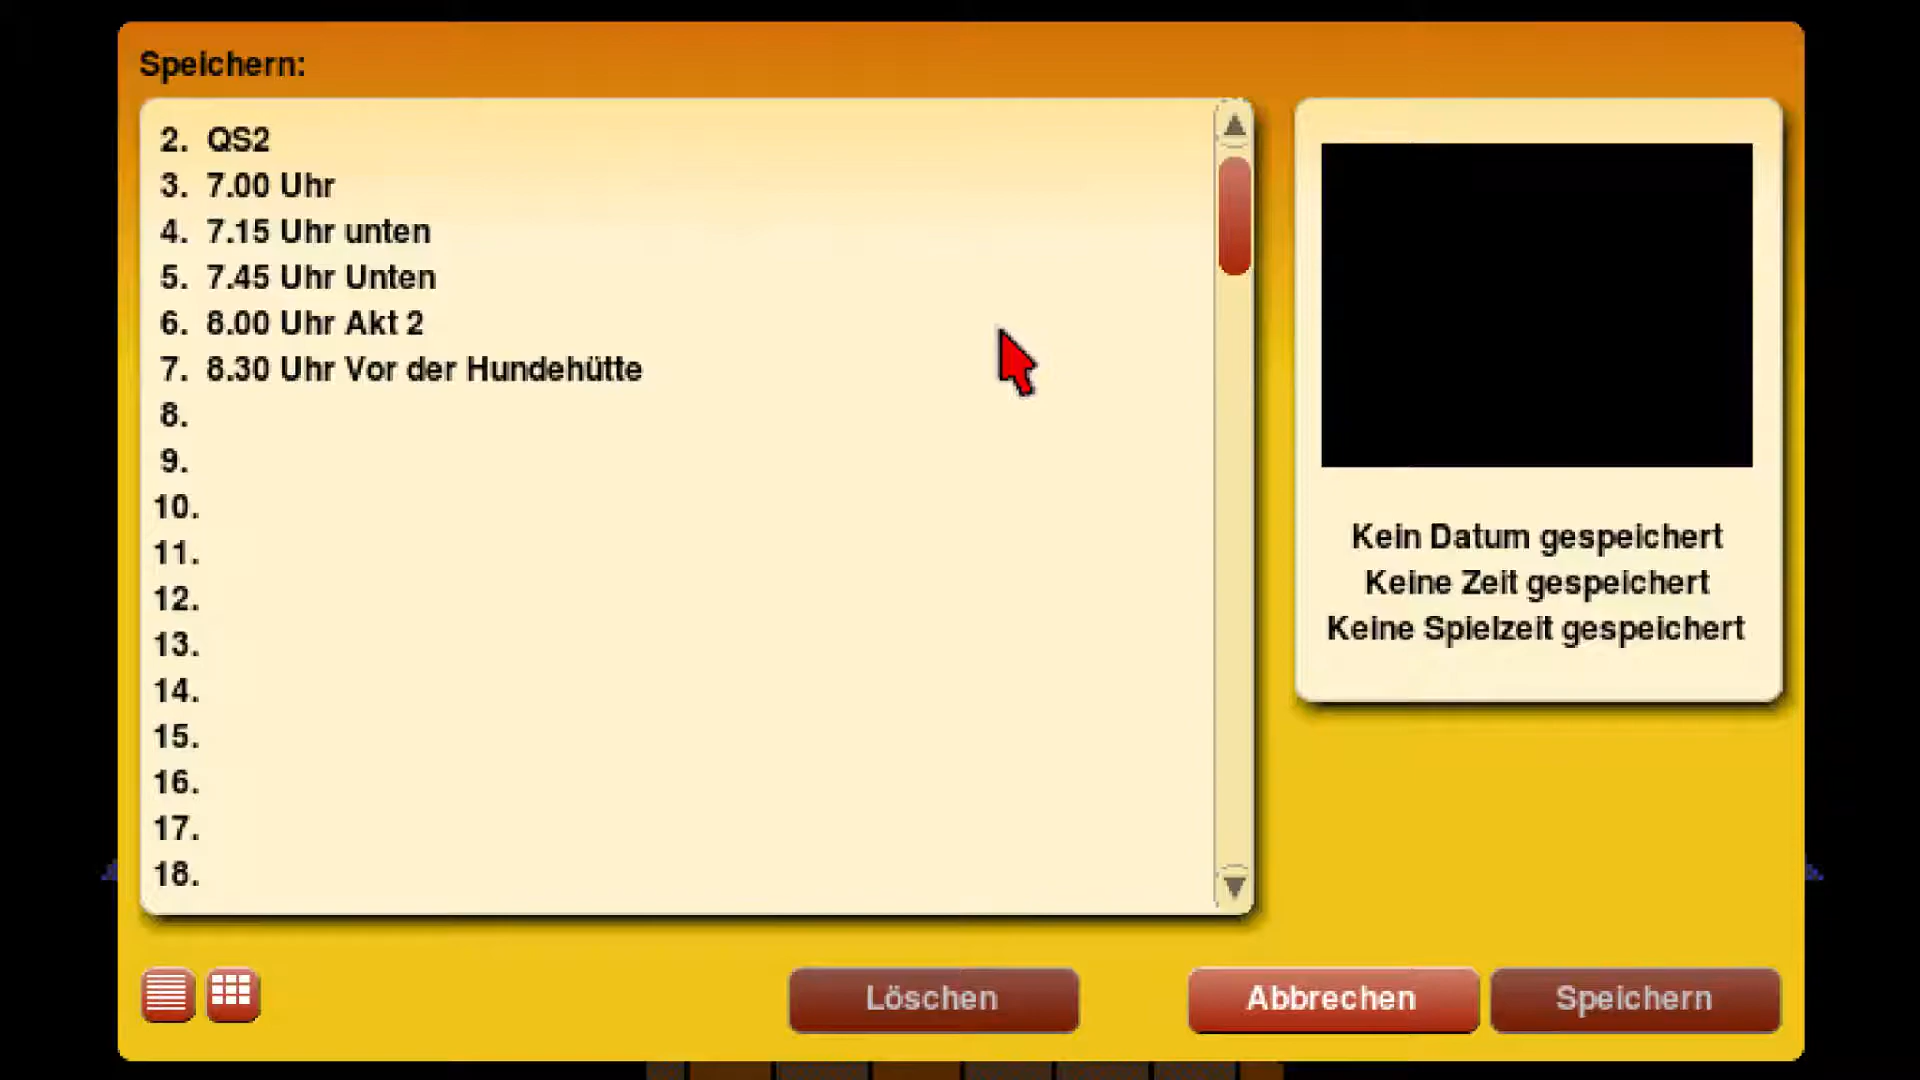 Speichern:
2. QS2
3. 7.00 Uhr
4. 7.15 Uhr unten
5. 7.45 Uhr Unten
6. 8.00 Uhr Akt 2
7. 8.30 Uhr Vor der Hundehütte
8.
9.
10.
11.
12.
13.
14.
15.
16.
17.
18.
Kein Datum gespeichert
Keine Zeit gespeichert
Keine Spielzeit gespeichert
Löschen
Abbrechen
Speichern